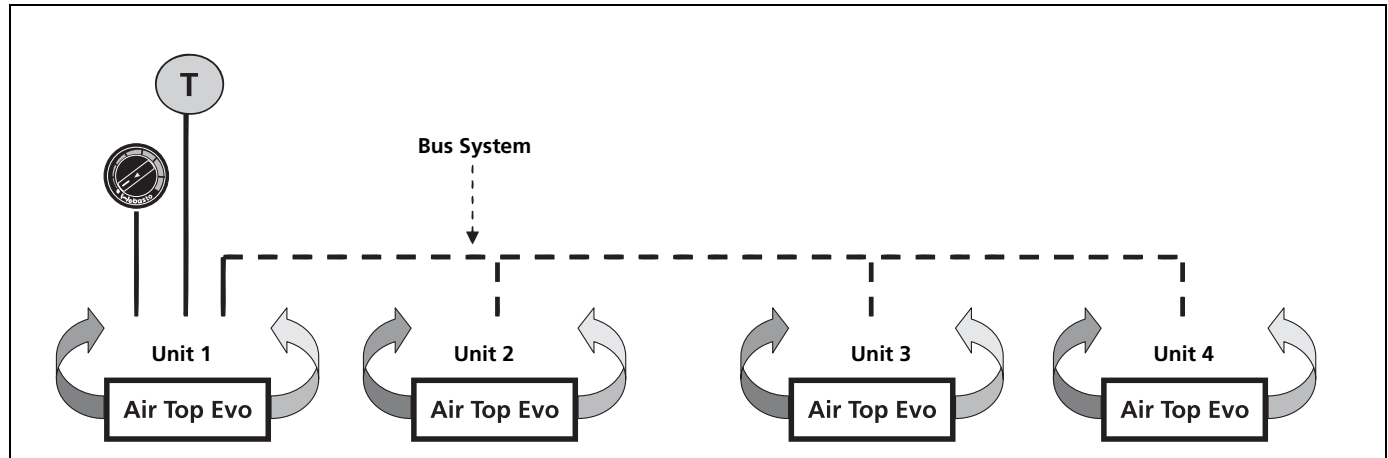 T
Webasto
Bus System
Unit 1
Unit 2
Unit 3
Unit 4
Air Top Evo
Air Top Evo
Air Top Evo
Air Top Evo